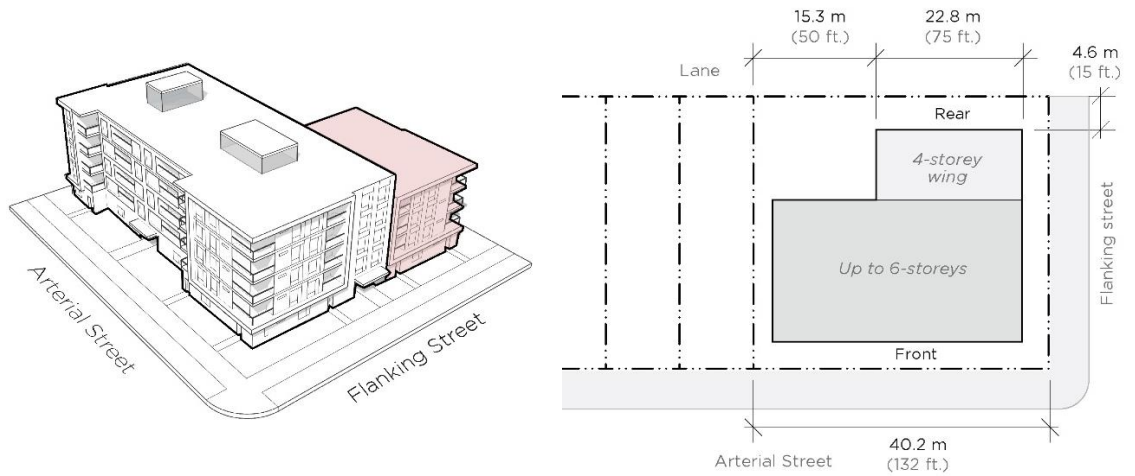 Arterial Street
Flanking Street
15.3 m
(50 ft.)
22.8 m
(75 ft.)
4.6 m
(15 ft.)
Lane
Rear
4-storey
wing
Up to 6-storeys
Flanking street
Front
40.2 m
(132 ft.)
Arterial Street